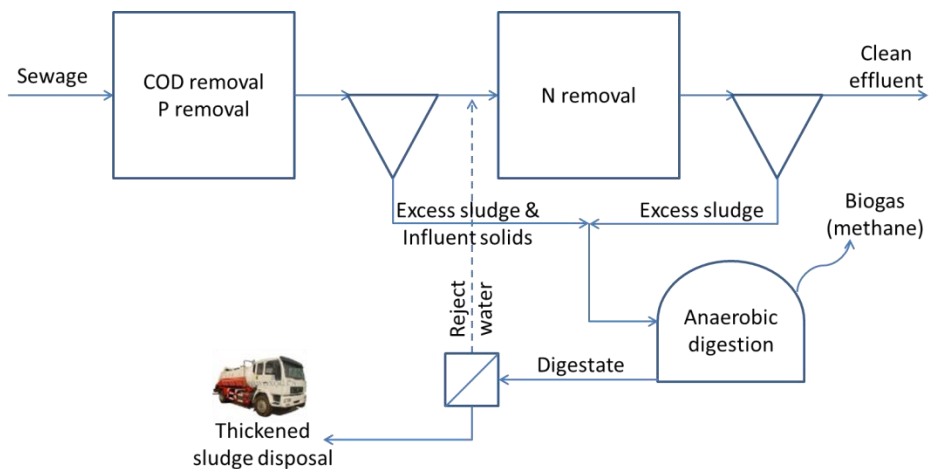 Sewage
COD removal
P removal
N removal
Clean
effluent
Excess sludge &
Influent solids
Excess sludge
Biogas
(methane)
Reject
water
Anaerobic
digestion
Digestate
Thickened
sludge disposal